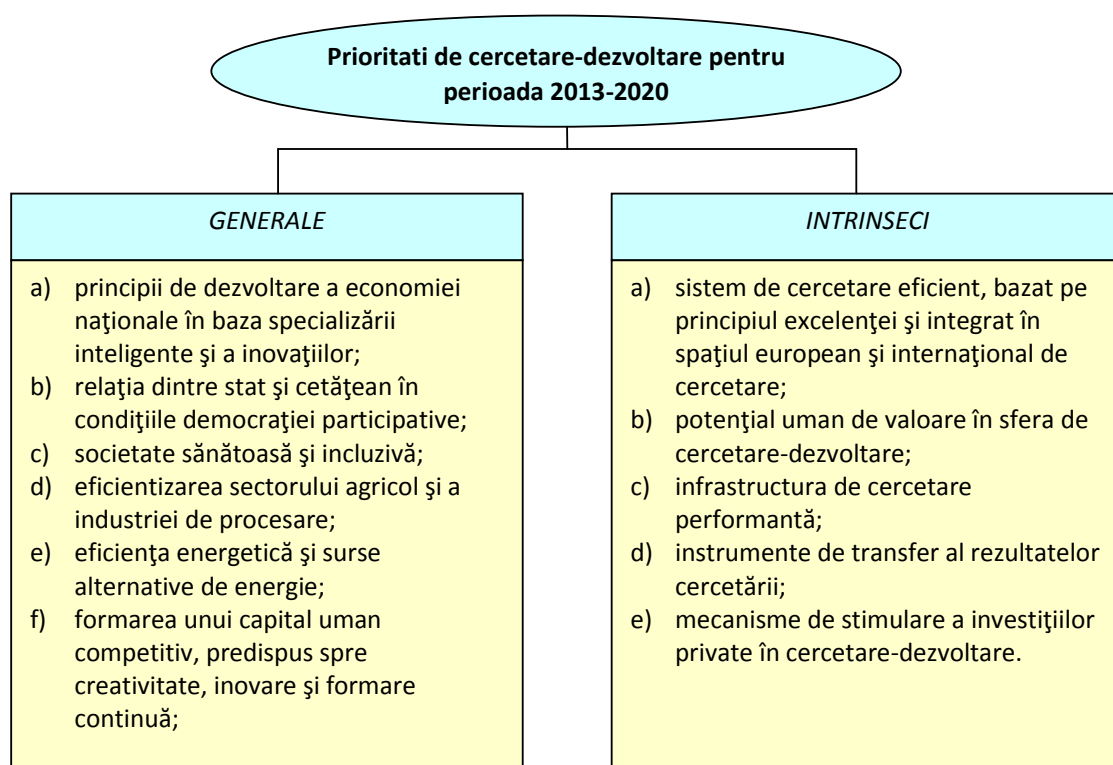 Prioritati de cercetare-dezvoltare pentru
perioada 2013-2020
GENERALE
a) principii de dezvoltare a economiei
naţionale în baza specializării
inteligente şi a inovaţiilor;
b) relaţia dintre stat şi cetăţean în
condiţiile democraţiei participative;
c) societate sănătoasă şi incluzivă;
d) eficientizarea sectorului agricol şi a
industriei de procesare;
e) eficienţa energetică şi surse
alternative de energie;
f) formarea unui capital uman
competitiv, predispus spre
creativitate, inovare şi formare
continuă;
INTRINSECI
a) sistem de cercetare eficient, bazat pe
principiul excelenţei şi integrat în
spaţiul european şi internaţional de
cercetare;
b) potenţial uman de valoare în sfera de
cercetare-dezvoltare;
c) infrastructura de cercetare
performantă;
d) instrumente de transfer al rezultatelor
cercetării;
e) mecanisme de stimulare a investiţiilor
private în cercetare-dezvoltare.